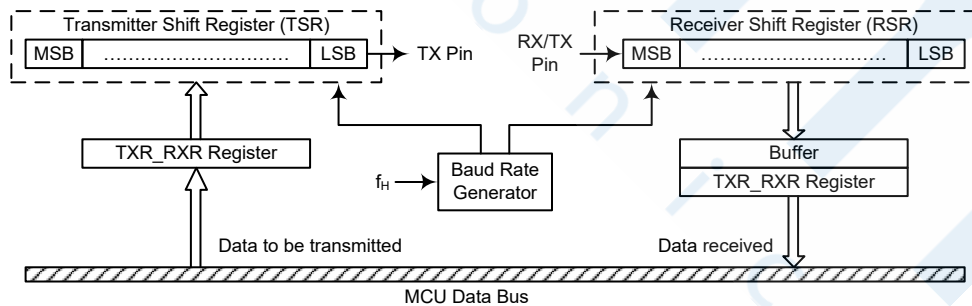 Transmitter Shift Register (TSR)
MSB
..............................
LSB
TX Pin
RX/TX
Pin
Receiver Shift Register (RSR)
MSB
..............................
LSB
TXR_RXR Register
fH
Baud Rate
Generator
Buffer
TXR_RXR Register
Data to be transmitted
Data received
MCU Data Bus